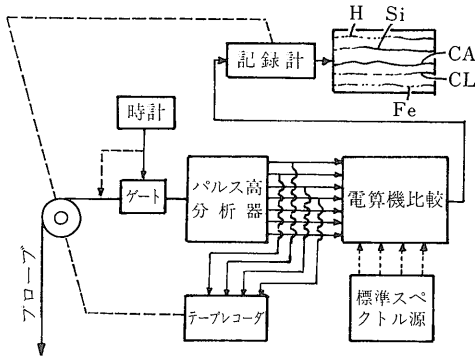 H
Si
CA
CL
Fe
記録計
時計
ゲート
パルス高
分析器
電算機比較
プローブ
テープレコーダ
標準スペ
クトル源